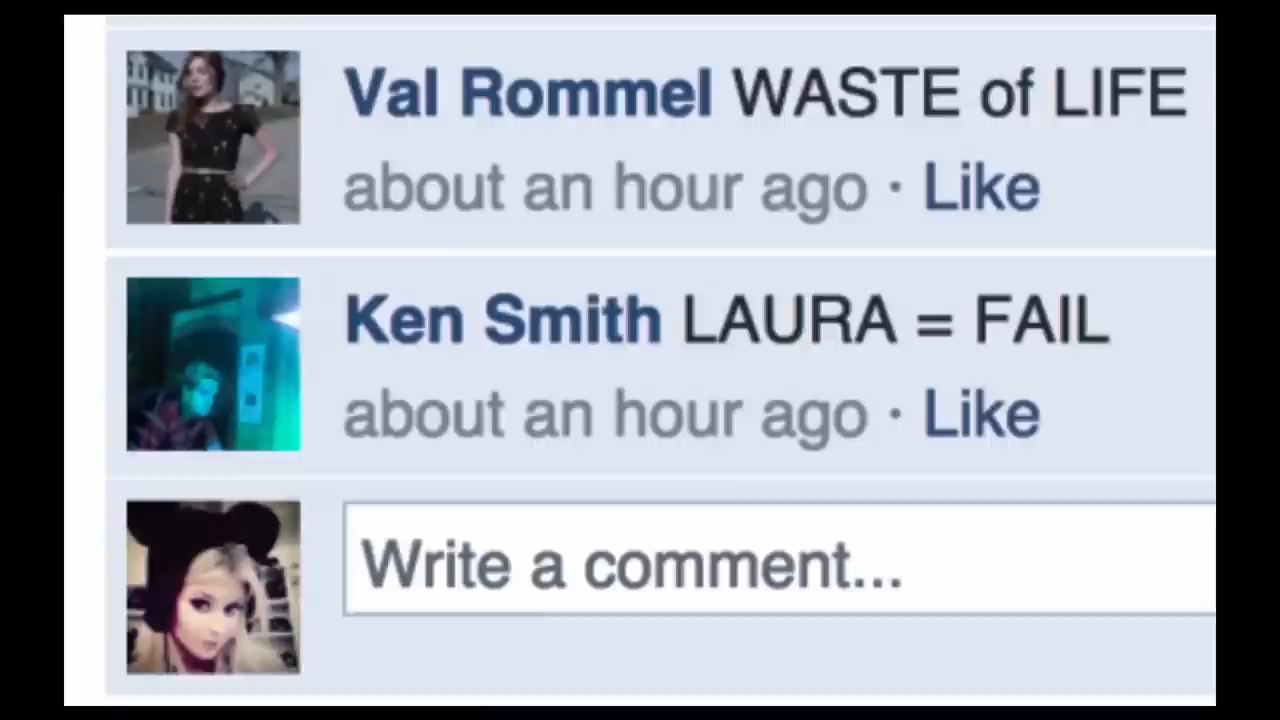 Val Rommel WASTE of LIFE
about an hour ago · Like
Ken Smith LAURA = FAIL
about an hour ago · Like
Write a comment...